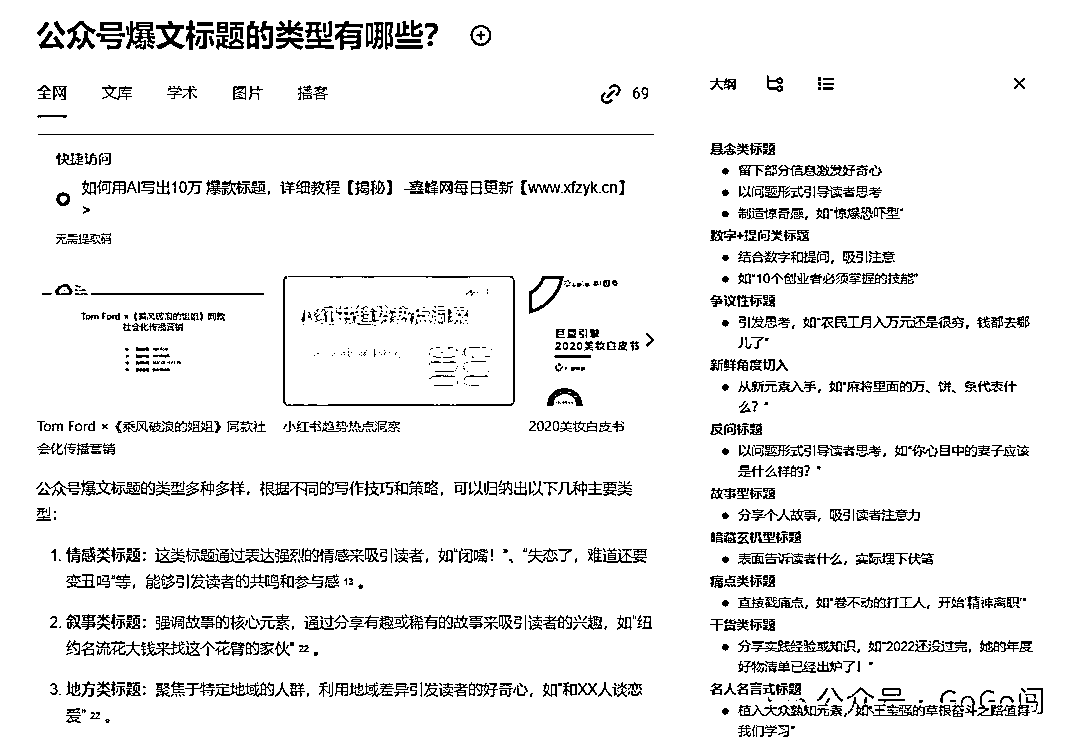 公众号爆文标题的类型有哪些？
全网 文库 学术 图片 播客 69
快捷访问
如何用AI写出10万 爆款标题，详细教程【揭秘】 -鑫蜂网每日更新【www.xfzyk.cn】
>
无需提取码
Tom Ford ×《乘风破浪的姐姐》同款
社会化传播营销
小红书趋势热点洞察
巨量引擎
2020美妆白皮书
Tom Ford ×《乘风破浪的姐姐》同款社
会化传播营销
小红书趋势热点洞察
2020美妆白皮书
公众号爆文标题的类型多种多样，根据不同的写作技巧和策略，可以归纳出以下几种主要类
型：
1. 情感类标题：这类标题通过表达强烈的情感来吸引读者，如“闭嘴！”、“失恋了，难道还要
变丑吗”等，能够引发读者的共鸣和参与感 13 。
2. 叙事类标题：强调故事的核心元素，通过分享有趣或稀有的故事来吸引读者的兴趣，如“纽
约名流花大钱来找这个花臂的家伙” 22 。
3. 地方类标题：聚焦于特定地域的人群，利用地域差异引发读者的好奇心，如“和XX人谈恋
爱” 22 。
大纲
悬念类标题
留下部分信息激发好奇心
以问题形式引导读者思考
制造惊奇感，如“惊爆恐吓型”
数字+提问类标题
结合数字和提问，吸引注意
如“10个创业者必须掌握的技能”
争议性标题
引发思考，如“农民工月入万元还是很穷，钱都去哪
儿了”
新鲜角度切入
从新元素入手，如“麻将里面的万、饼、条代表什
么？”
反问标题
以问题形式引导读者思考，如“你心目中的妻子应该
是什么样的？”
故事型标题
分享个人故事，吸引读者注意力
暗藏玄机型标题
表面告诉读者什么，实际埋下伏笔
痛点类标题
直接戳痛点，如“卷不动的打工人，开始‘精神离职’”
干货类标题
分享实践经验或知识，如“2022还没过完，她的年度
好物清单已经出炉了！”
名人名言式标题
植入大众熟知元素，如“王宝强的草根奋斗之路值得
我们学习”
公众号 · GoGo闯